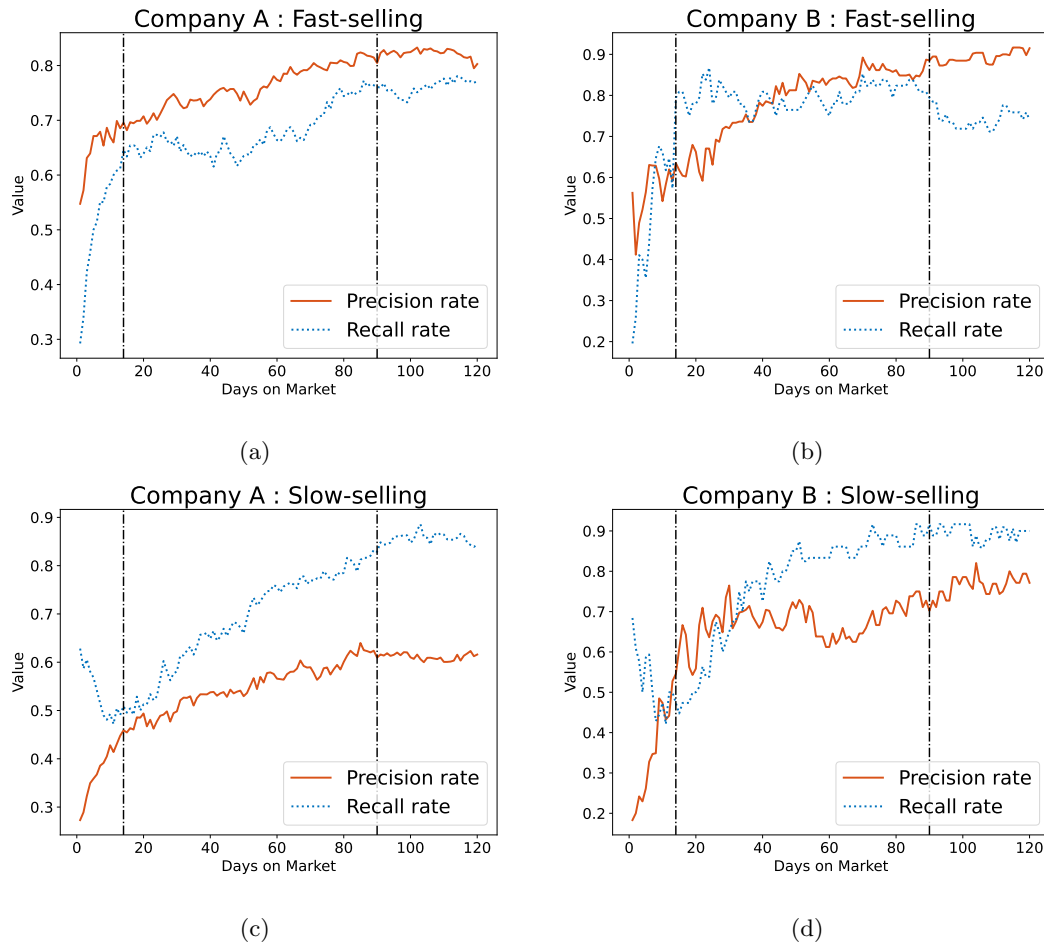 Company A : Fast-selling
Value
0.8
0.7
0.6
0.5
0.4
0.3
Precision rate
Recall rate
0 20 40 60 80 100 120
Days on Market
(a)
Company B : Fast-selling
Value
0.9
0.8
0.7
0.6
0.5
0.4
0.3
0.2
Precision rate
Recall rate
0 20 40 60 80 100 120
Days on Market
(b)
Company A : Slow-selling
Value
0.9
0.8
0.7
0.6
0.5
0.4
0.3
Precision rate
Recall rate
0 20 40 60 80 100 120
Days on Market
(c)
Company B : Slow-selling
Value
0.9
0.8
0.7
0.6
0.5
0.4
0.3
0.2
Precision rate
Recall rate
0 20 40 60 80 100 120
Days on Market
(d)